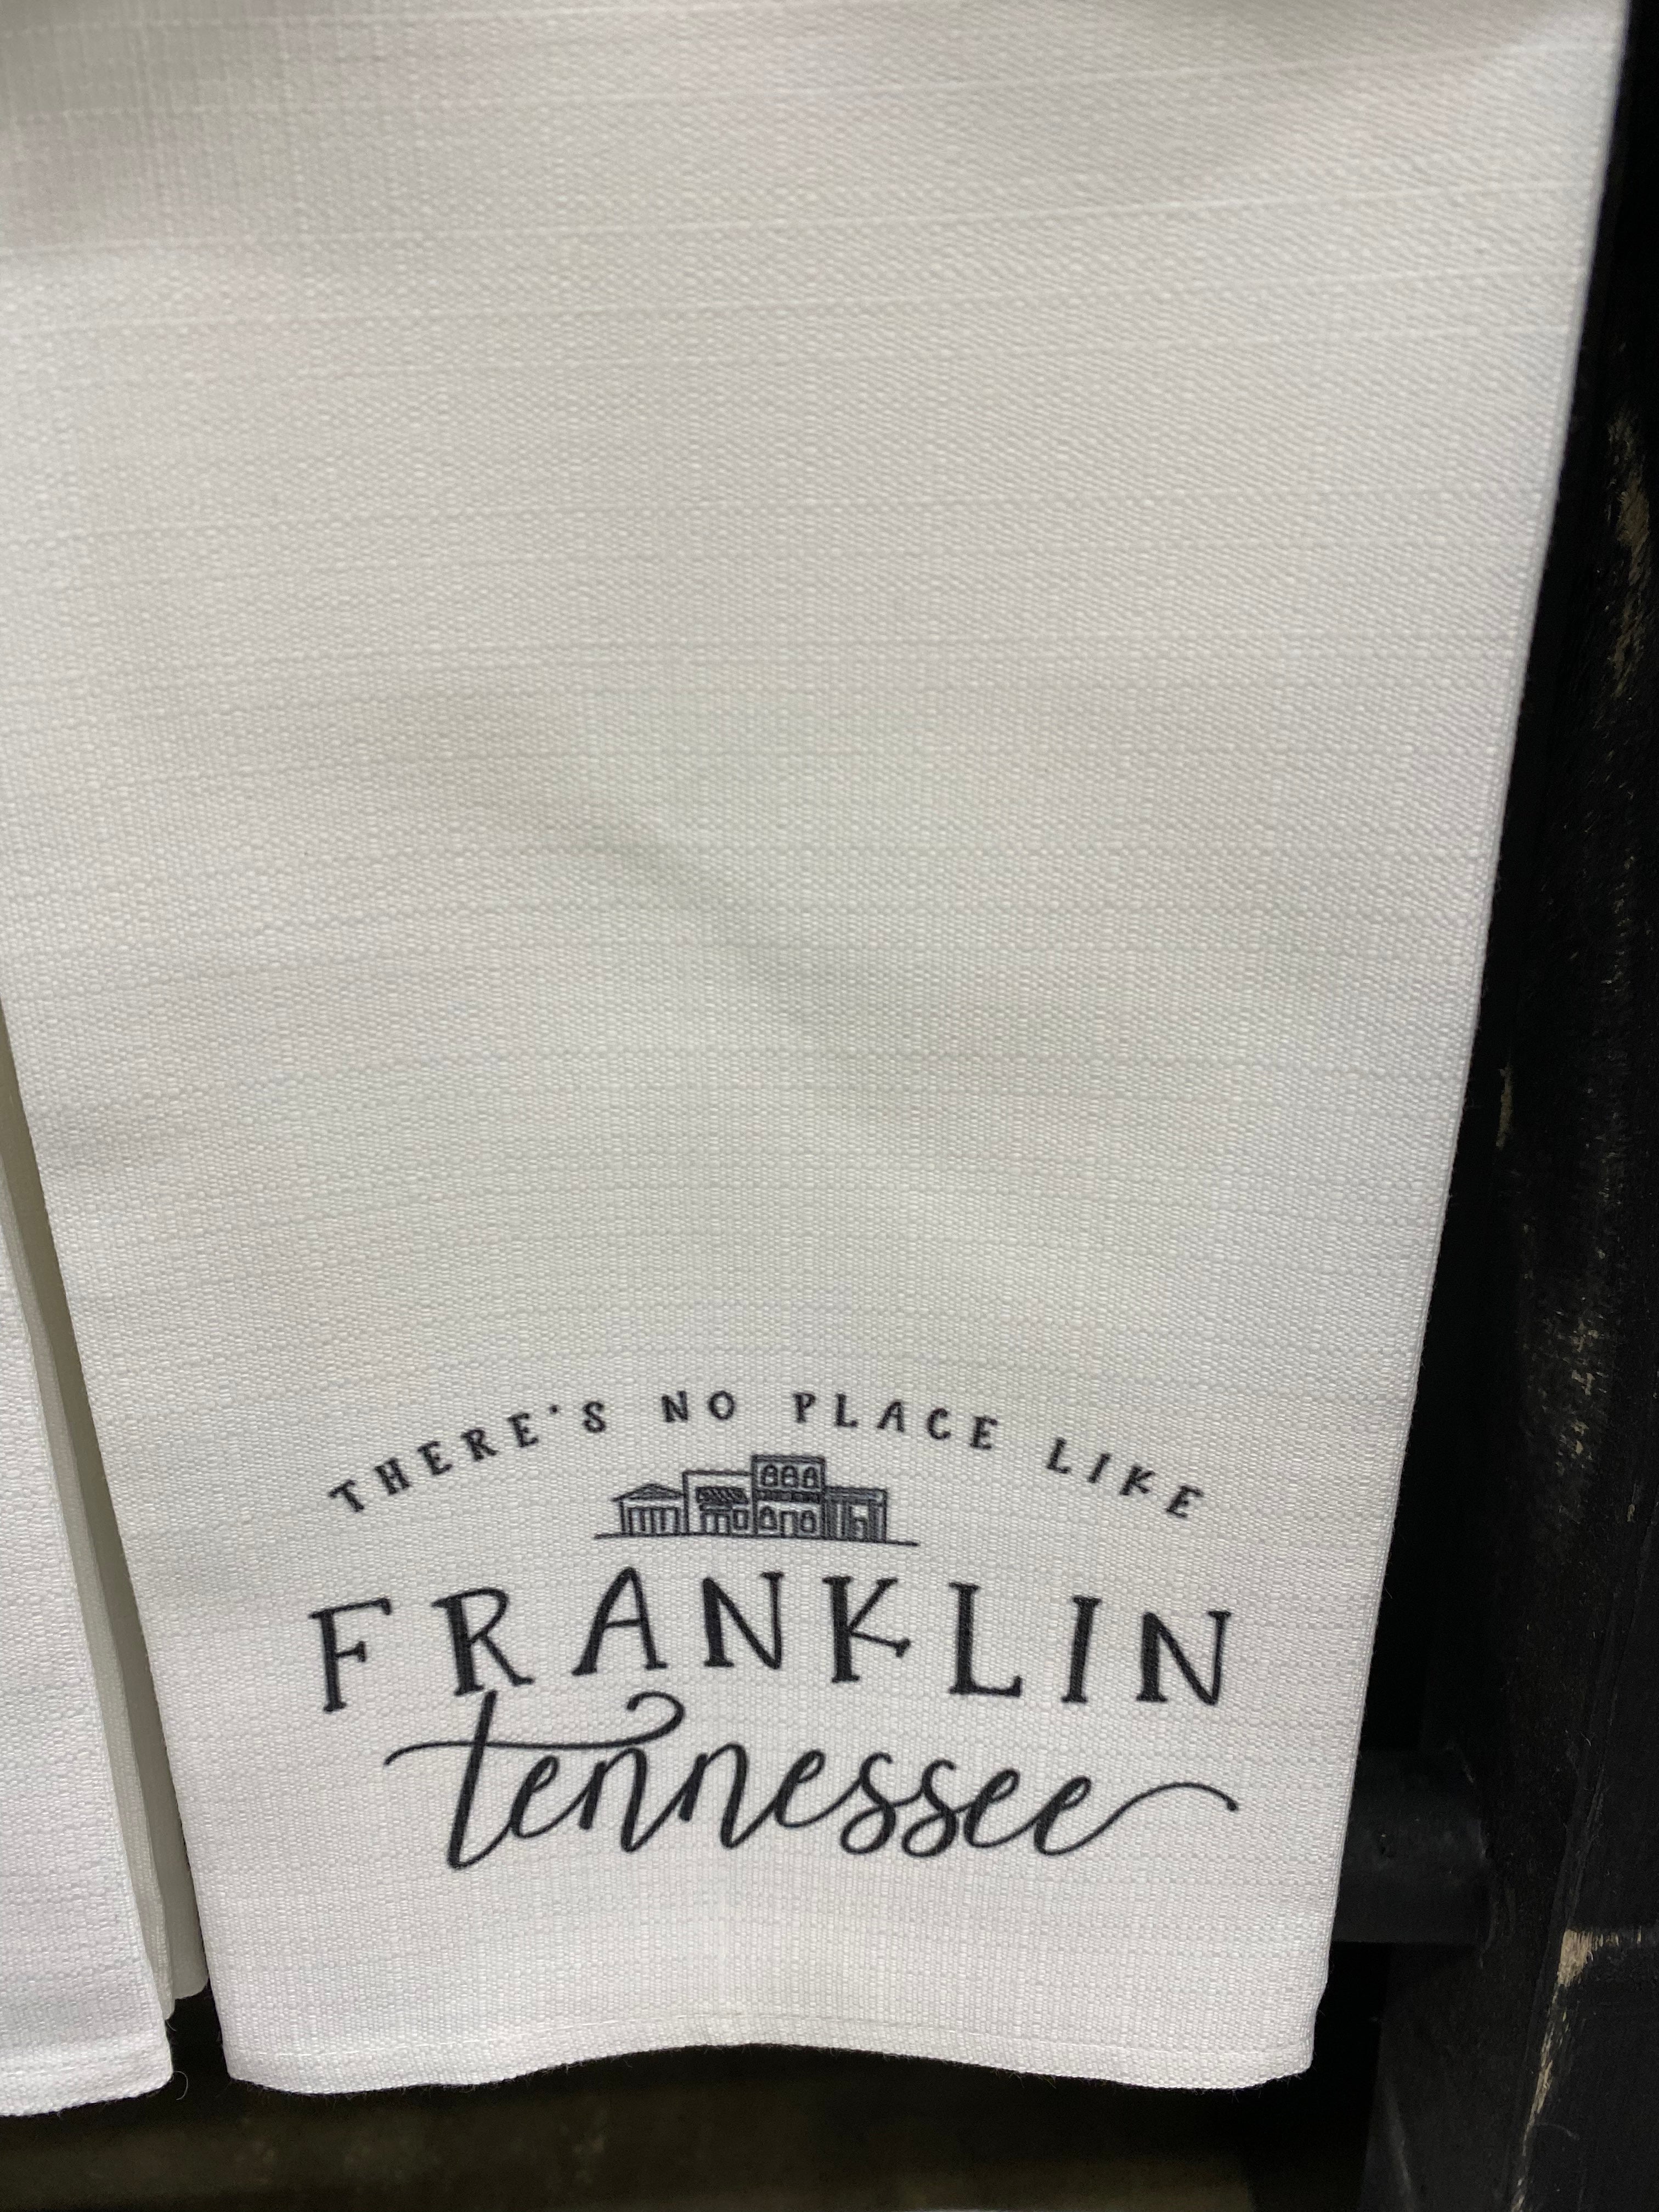 THERE'S NO PLACE LIKE
FRANKLIN
tennessee